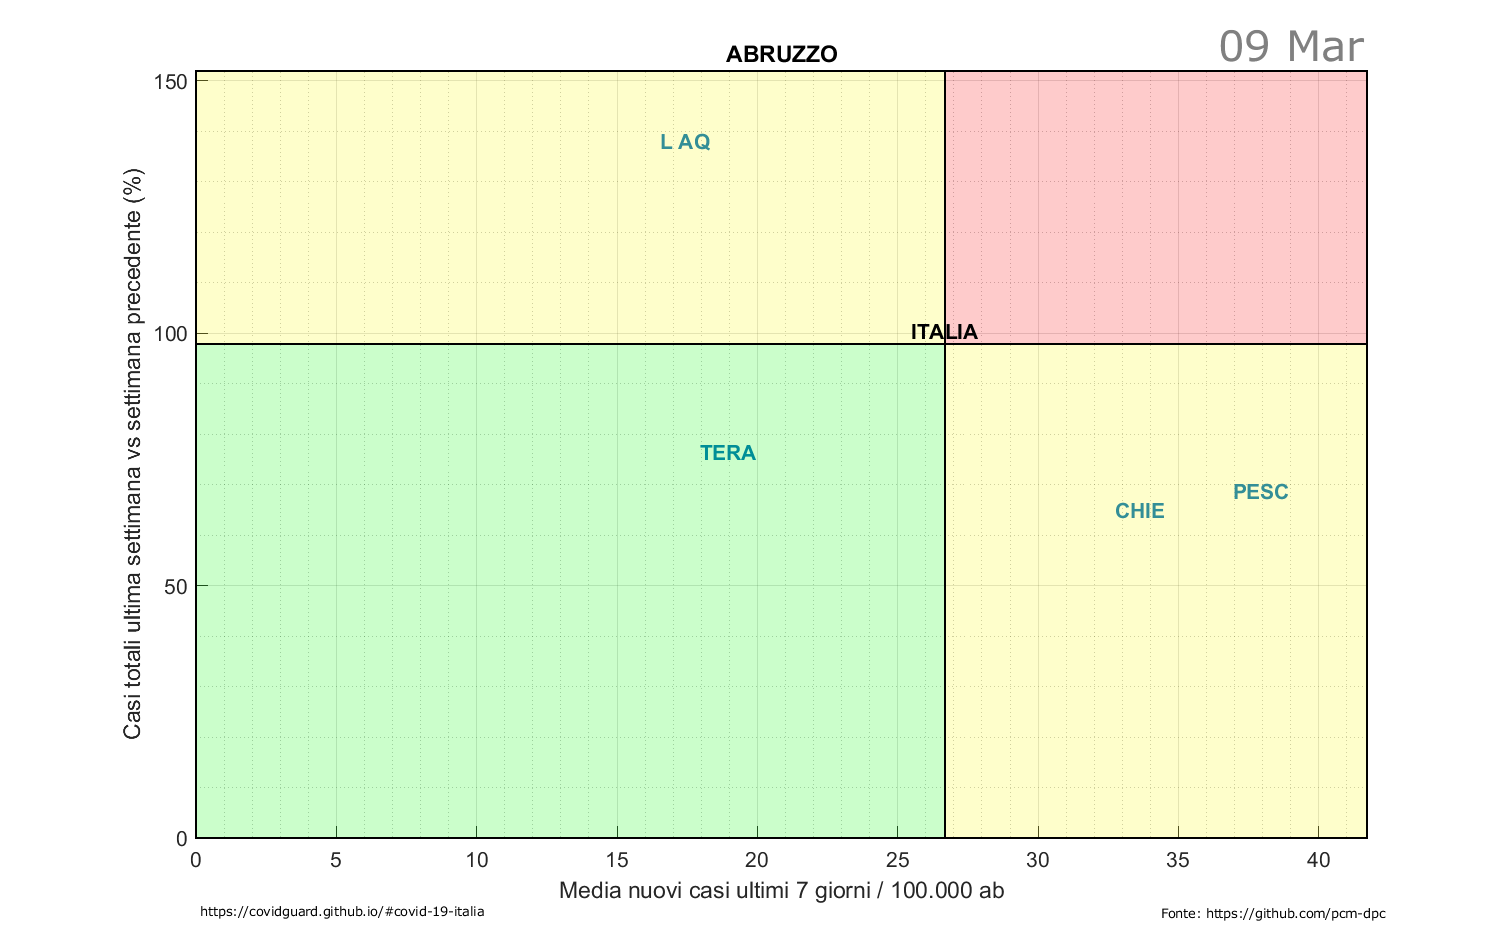 09 Mar
ABRUZZO
Casi totali ultima settimana vs settimana precedente (%)
150
100
50
0
L AQ
ITALIA
TERA
PESC
CHIE
0 5 10 15 20 25 30 35 40
Media nuovi casi ultimi 7 giorni / 100.000 ab
https://covidguard.github.io/#covid-19-italia
Fonte: https://github.com/pcm-dpc